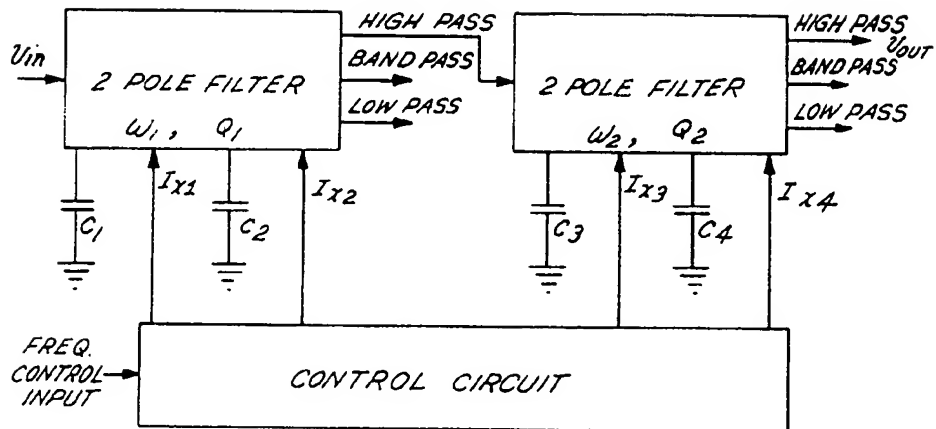 HIGH PASS
BAND PASS
LOW PASS
Vin
2 POLE FILTER
ω1, Q1
HIGH PASS
VOUT
BAND PASS
LOW PASS
2 POLE FILTER
ω2, Q2
C1
Ix1
C2
Ix2
C3
Ix3
C4
Ix4
FREQ.
CONTROL
INPUT
CONTROL CIRCUIT